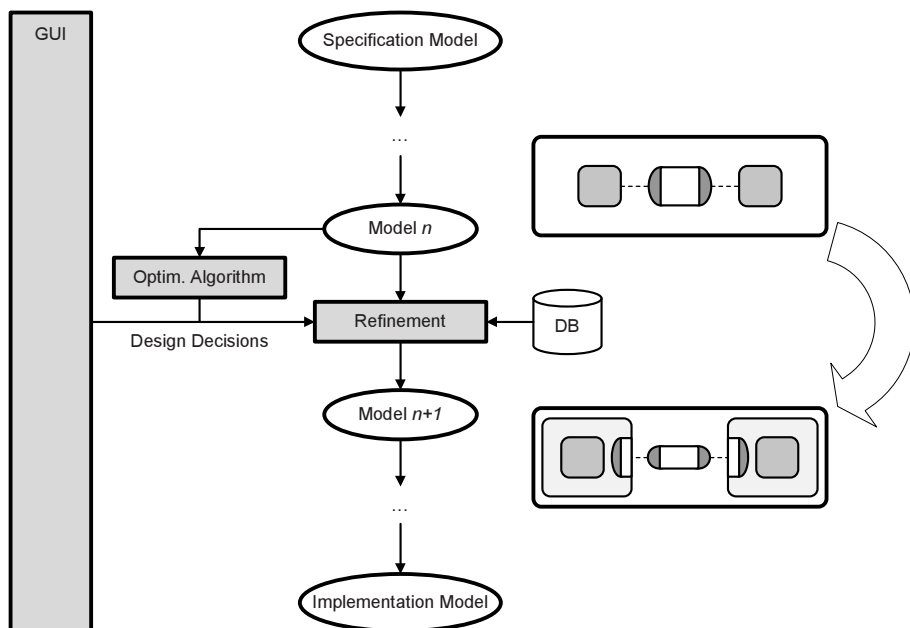 GUI
Specification Model
...
Model n
Optim. Algorithm
Refinement
DB
Design Decisions
Model n+1
...
Implementation Model